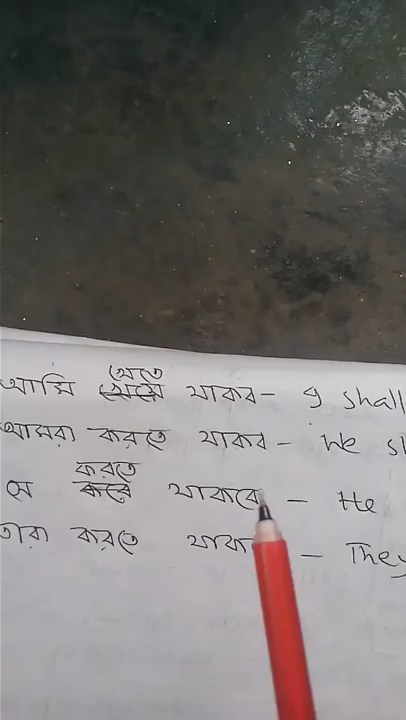 আমি খেতে থাকব - I shall
আমরা করতে থাকব - We
সে করতে থাকবে - He
তারা করতে - They